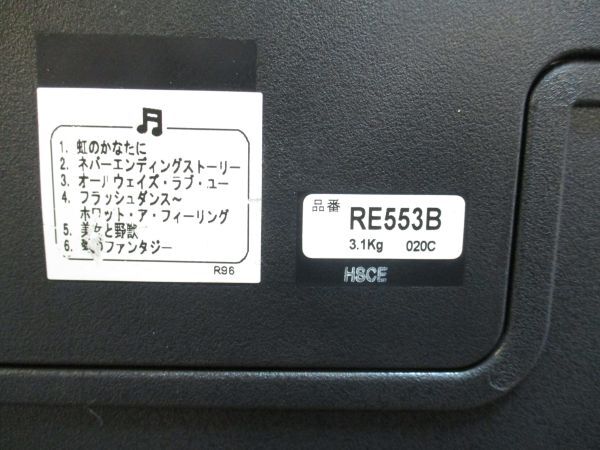 1. 虹のかなたに
2. ネバーエンディングストーリー
3. オールウェイズ・ラブ・ユー
4. フラッシュダンス〜
ホワット・ア・フィーリング
5. 美女と野獣
6. うファンタジー
R96
品番 RE553B
3.1Kg 020C
HSCE